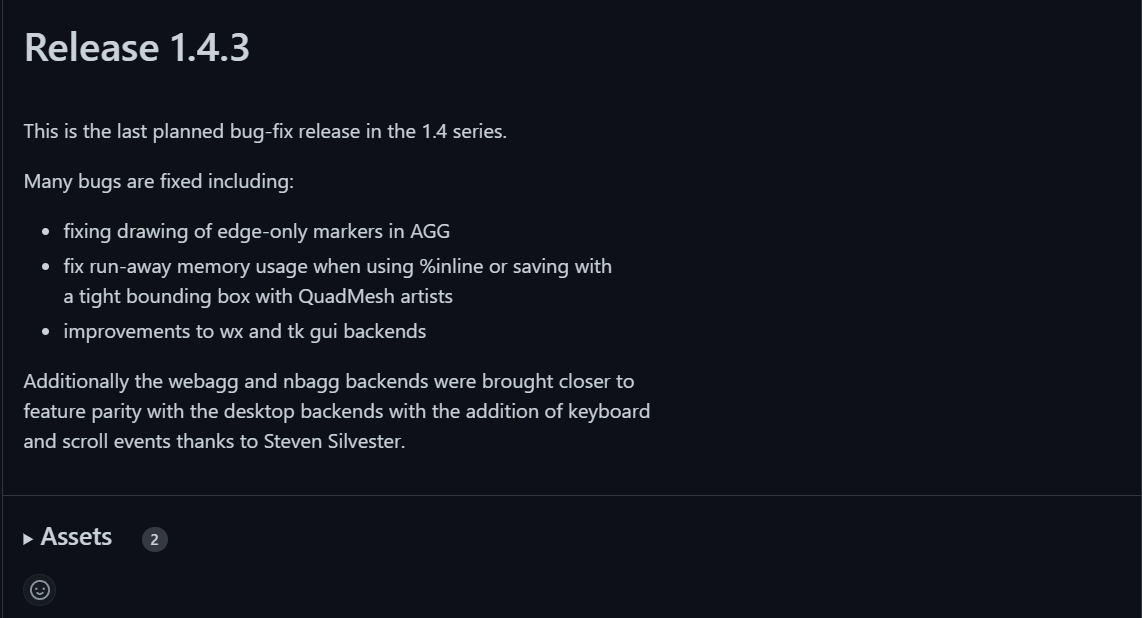 Release 1.4.3
This is the last planned bug-fix release in the 1.4 series.
Many bugs are fixed including:
• fixing drawing of edge-only markers in AGG
• fix run-away memory usage when using %inline or saving with
a tight bounding box with QuadMesh artists
• improvements to wx and tk gui backends
Additionally the webagg and nbagg backends were brought closer to
feature parity with the desktop backends with the addition of keyboard
and scroll events thanks to Steven Silvester.
Assets 2